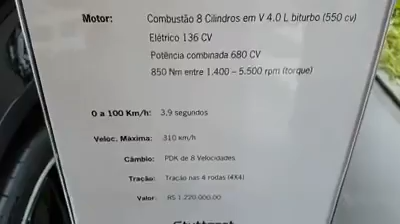 Motor: Combustão 8 Cilindros em V 4.0 L biturbo (550 cv)
Elétrico 136 CV
Potência combinada 680 CV
850 Nm entre 1.400 – 5.500 rpm (torque)
0 a 100 Km/h: 3,9 segundos
Veloc. Máxima: 310 km/h
Câmbio: PDK de 8 Velocidades
Tração: Tração nas 4 rodas (4X4)
Valor: R$ 1.220.000,00
Stuttgart